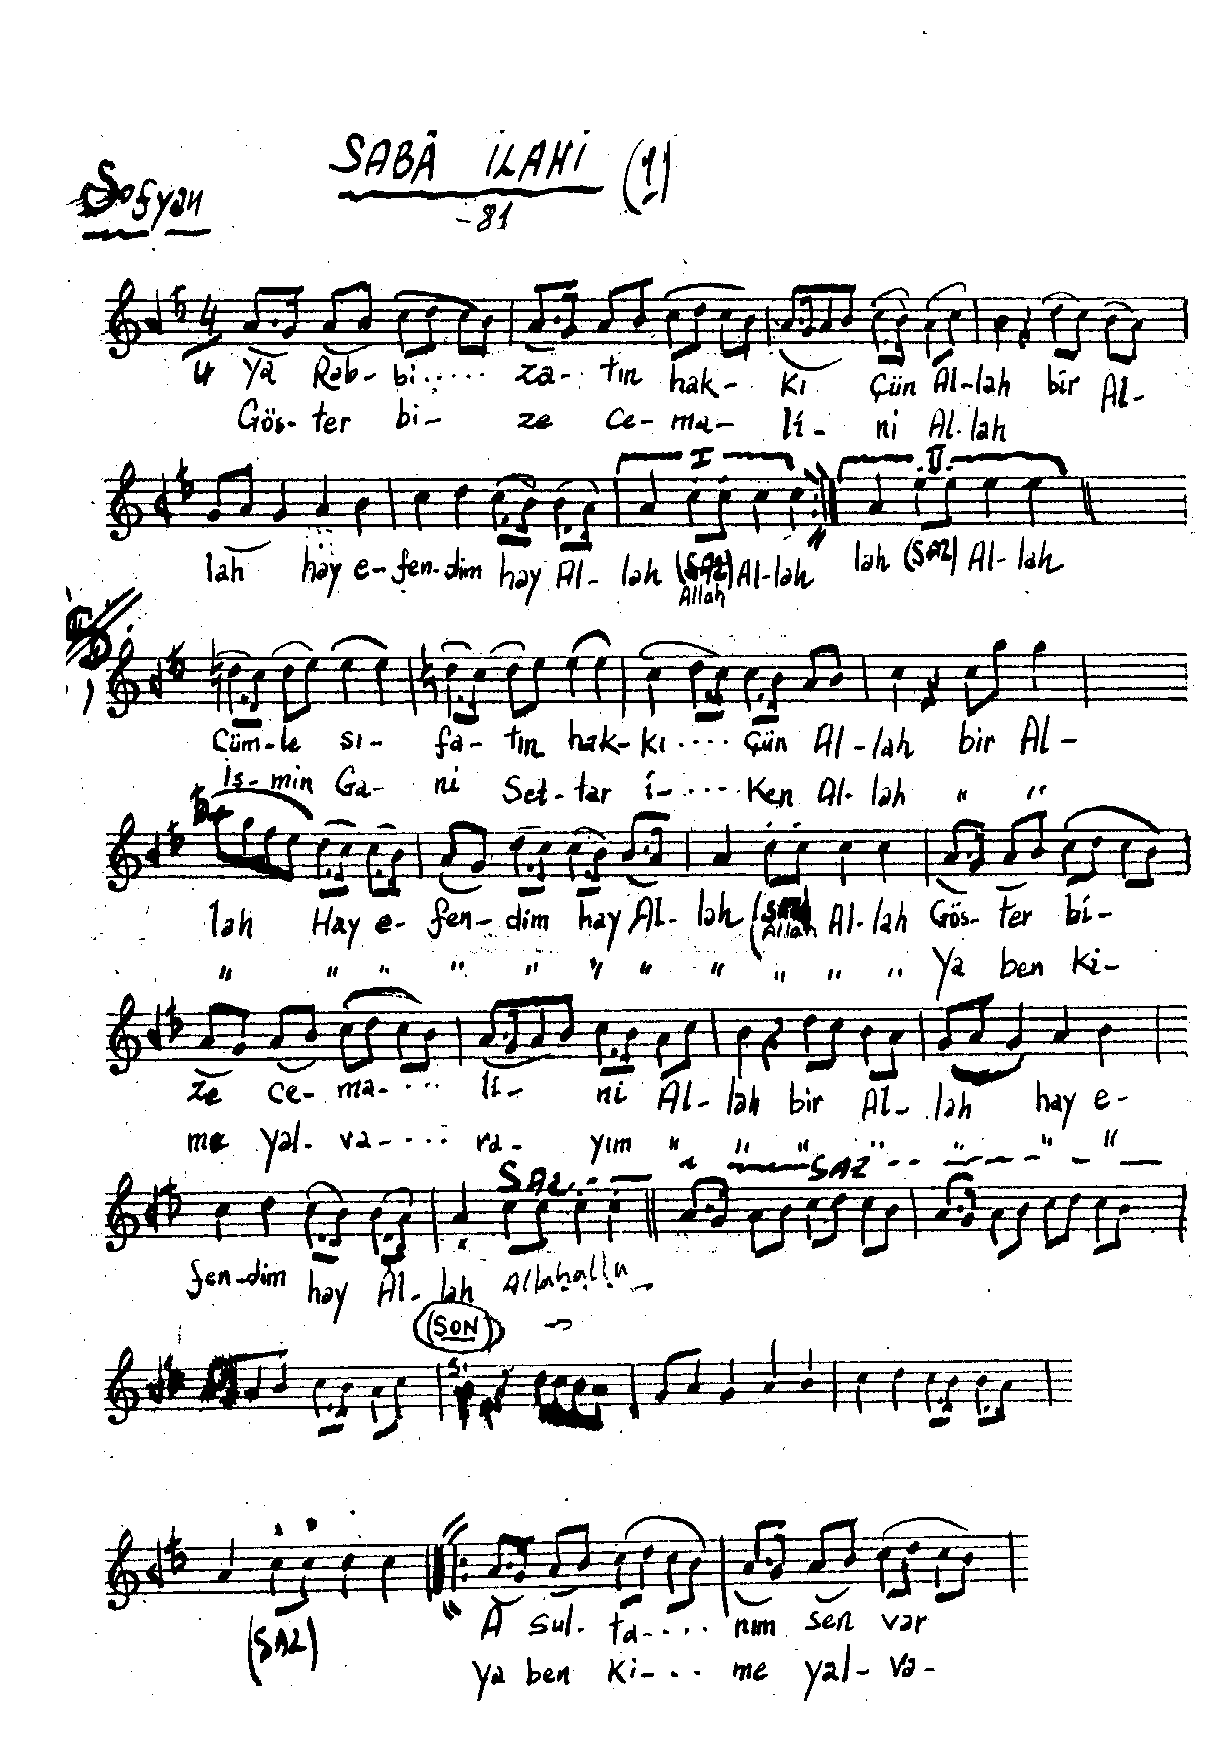 SABÂ İLAHİ (1)
Sofyan
-81
4
4 Ya Rab-bi..... za-tın hak-kı Çün Al-lah bir Al-
Gös-ter bi-ze Ce-ma-li-ni Al-lah
I II
lah hay e-fen-dim hay Al-lah (SAZ) Al-lah lah (SAZ) Al-lah
Allah
Cüm-le sı-fa-tın hak-kı.... Çün Al-lah bir Al-
İs-min Ga-ni Set-tar i-.... Ken Al-lah " "
lah Hay e-fen-dim hay Al-lah (SAZ Al-lah Gös-ter bi-
Allah
" " " " " " " " " " " Ya ben ki-
ze ce-ma-... li-ni Al-lah bir Al-lah hay e-
me yal-va-... ra-yım " " " " " " "
SAZ..- SAZ
fen-dim hay Al-lah Allahallu
(SON)
(SAZ)
A sul-ta-.... nım sen var
Ya ben ki-... me yal-va-